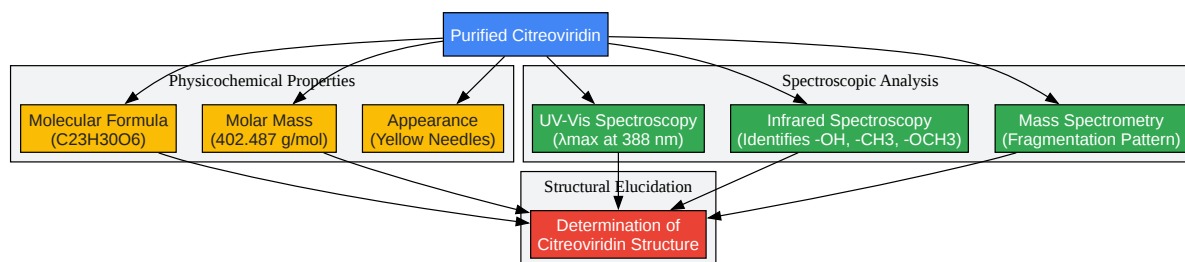 Purified Citreoviridin
Physicochemical Properties
Spectroscopic Analysis
Molecular Formula
(C23H30O6)
Molar Mass
(402.487 g/mol)
Appearance
(Yellow Needles)
UV-Vis Spectroscopy
(λmax at 388 nm)
Infrared Spectroscopy
(Identifies -OH, -CH3, -OCH3)
Mass Spectrometry
(Fragmentation Pattern)
Structural Elucidation
Determination of
Citreoviridin Structure